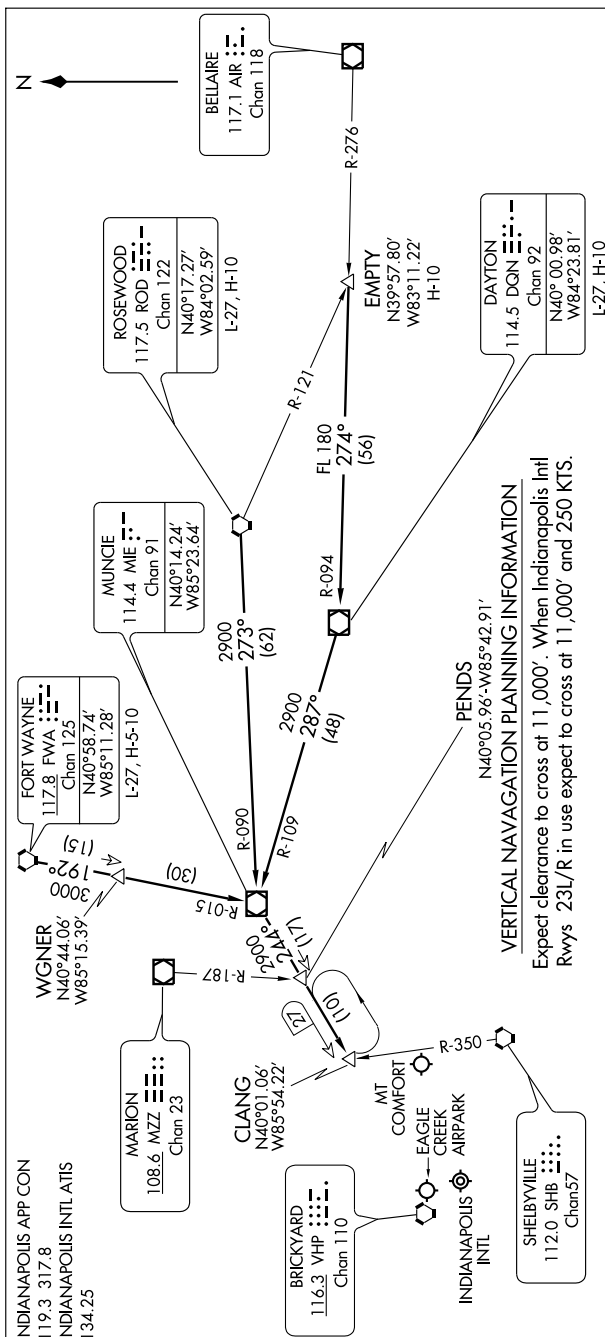 NDIANAPOLIS APP CON
119.3 317.8
NDIANAPOLIS INTL ATIS
134.25
N
BELLAIRE
117.1 AIR
Chan 118
ROSEWOOD
117.5 ROD
Chan 122
N40°17.27'
W84°02.59'
L-27, H-10
MUNCIE
114.4 MIE
Chan 91
N40°14.24'
W85°23.64'
FORT WAYNE
117.8 FWA
Chan 125
N40°58.74'
W85°11.28'
L-27, H-5-10
WGNER
N40°44.06'
W85°15.39'
(15)
192°
3000
(30)
R-015
MARION
108.6 MZZ
Chan 23
R-187
2900
244°
(17)
27
(10)
CLANG
N40°01.06'
W85°54.22'
2900
273°
(62)
R-090
R-121
R-276
EMPTY
N39°57.80'
W83°11.22'
H-10
FL 180
274°
(56)
R-094
2900
287°
(48)
R-109
DAYTON
114.5 DQN
Chan 92
N40° 00.98'
W84°23.81'
L-27, H-10
PENDS
N40°05.96'-W85°42.91'
VERTICAL NAVAGATION PLANNING INFORMATION
Expect clearance to cross at 11,000'. When Indianapolis Intl
Rwys 23L/R in use expect to cross at 11,000' and 250 KTS.
MT
COMFORT
R-350
EAGLE
CREEK
AIRPARK
BRICKYARD
116.3 VHP
Chan 110
INDIANAPOLIS
INTL
SHELBYVILLE
112.0 SHB
Chan57